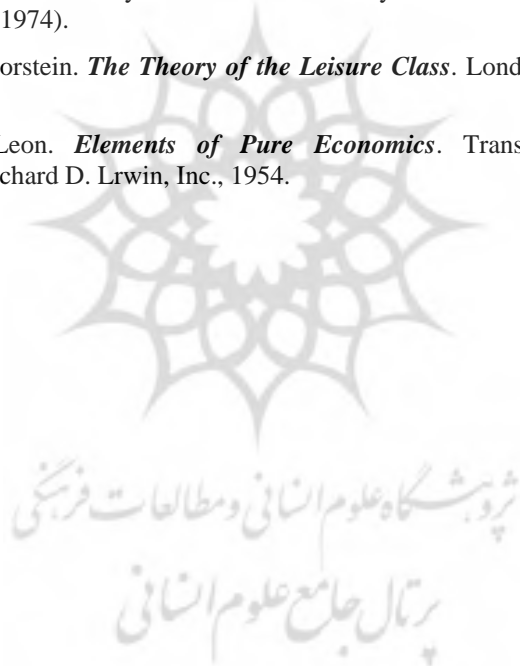 1974).
orstein. The Theory of the Leisure Class. Lond
Leon. Elements of Pure Economics. Trans
chard D. Lrwin, Inc., 1954.
پژوهشگاه علوم انسانی و مطالعات فرهنگی
پرتال جامع علوم انسانی